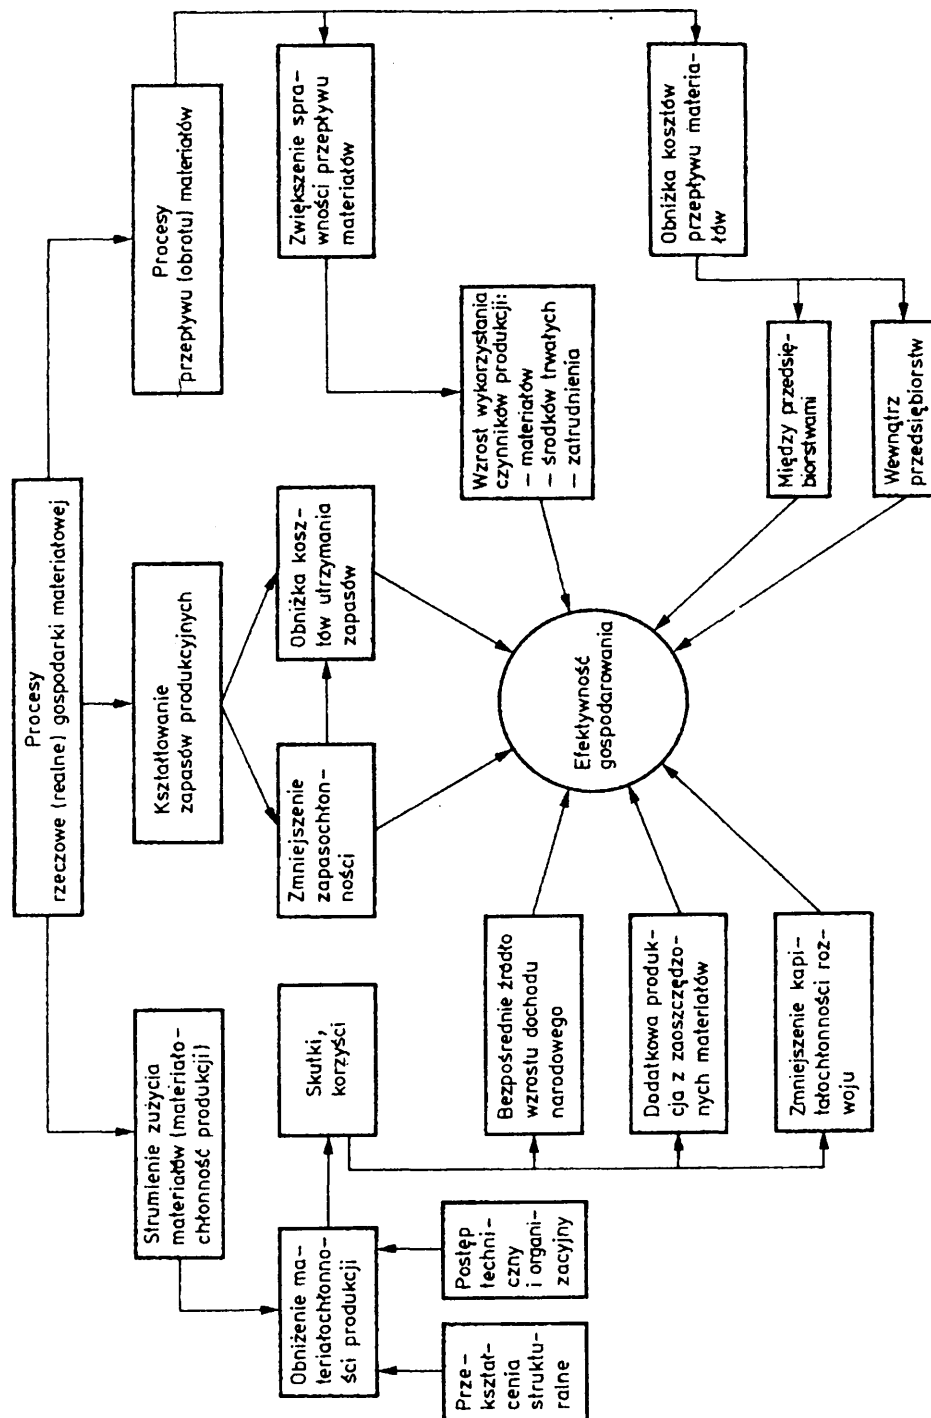 Procesy
rzeczowe (realne) gospodarki materiałowej
Strumienie zużycia
materiałów (materiało-
chłonność produkcji)
Kształtowanie
zapasów produkcyjnych
Procesy
przepływu (obrotu) materiałów
Obniżenie ma-
teriałochłonno-
ści produkcji
Skutki,
korzyści
Zmniejszenie
zapasochłon-
ności
Obniżka kosz-
tów utrzymania
zapasów
Zwiększenie spra-
wności przepływu
materiałów
Prze-
kształ-
cenia
struktu-
ralne
Postęp
techni-
czny
i organi-
zacyjny
Bezpośrednie źródło
wzrostu dochodu
narodowego
Wzrost wykorzystania
czynników produkcji:
— materiałów
— środków trwałych
— zatrudnienia
Efektywność
gospodarowania
Dodatkowa produk-
cja z zaoszczędzo-
nych materiałów
Obniżka kosztów
przepływu materia-
łów
Zmniejszenie kapi-
tałochłonności roz-
woju
Między przedsię-
biorstwami
Wewnątrz
przedsiębiorstw